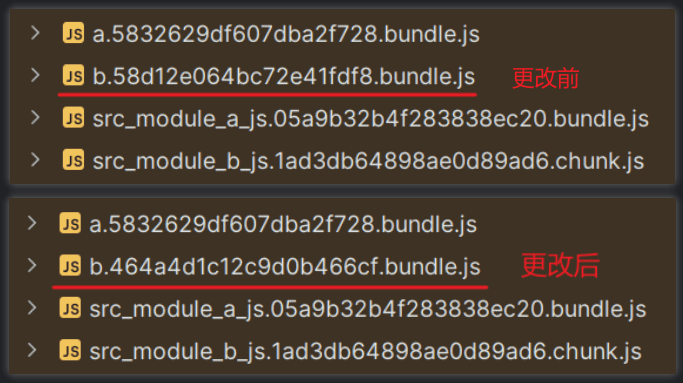 JS a.5832629df607dba2f728.bundle.js
JS b.58d12e064bc72e41fdf8.bundle.js 更改前
JS src_module_a_js.05a9b32b4f283838ec20.bundle.js
JS src_module_b_js.1ad3db64898ae0d89ad6.chunk.js
JS a.5832629df607dba2f728.bundle.js
JS b.464a4d1c12c9d0b466cf.bundle.js 更改后
JS src_module_a_js.05a9b32b4f283838ec20.bundle.js
JS src_module_b_js.1ad3db64898ae0d89ad6.chunk.js